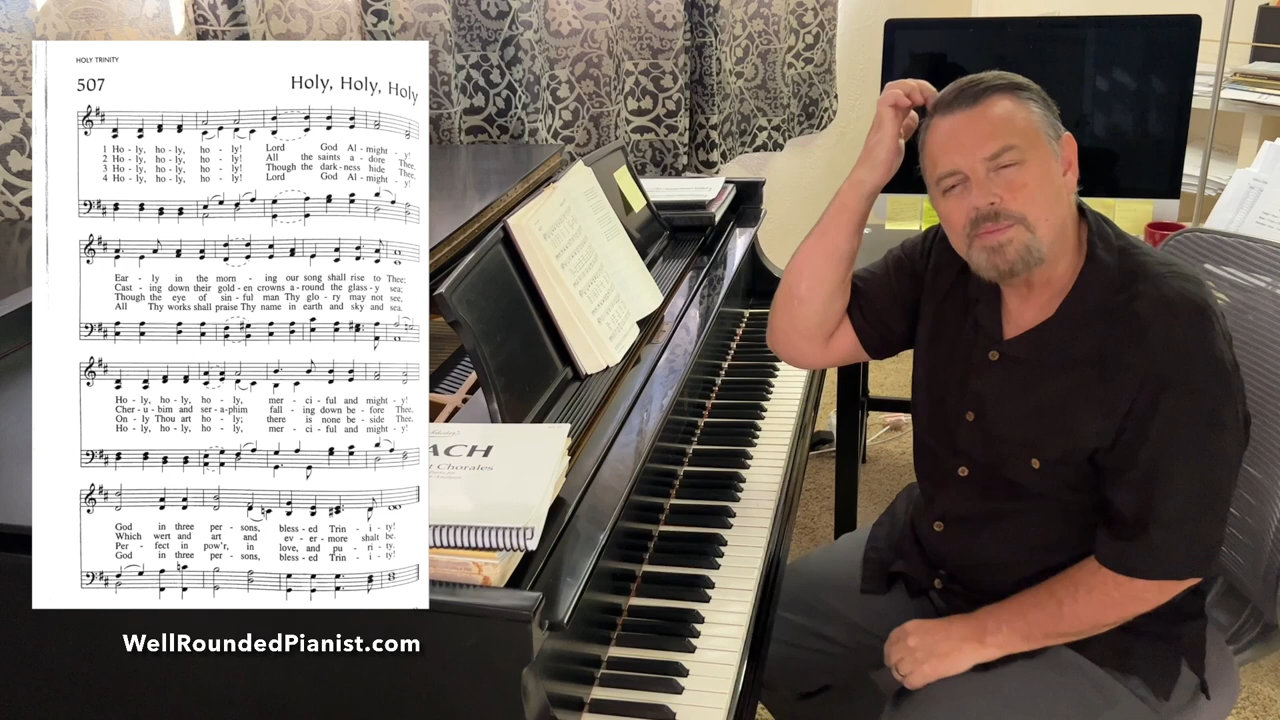 HOLY TRINITY
507
Holy, Holy, Holy
1 Ho - ly, ho - ly, ho - ly! Lord God Al - might - y!
2 Ho - ly, ho - ly, ho - ly! All the saints a - dore Thee,
3 Ho - ly, ho - ly, ho - ly! Though the dark - ness hide Thee,
4 Ho - ly, ho - ly, ho - ly! Lord God Al - might - y!
Ear - ly in the morn - ing our song shall rise to Thee;
Cast - ing down their gold - en crowns a - round the glass - y sea;
Though the eye of sin - ful man Thy glo - ry may not see,
All Thy works shall praise Thy name in earth and sky and sea.
Ho - ly, ho - ly, ho - ly, mer - ci - ful and might - y!
Cher - u - bim and ser - a - phim fall - ing down be - fore Thee.
On - ly Thou art ho - ly; there is none be - side Thee.
Ho - ly, ho - ly, ho - ly, mer - ci - ful and might - y!
God in three per - sons, bless - ed Trin - i - ty!
Which wert and art and ev - er - more shalt be.
Per - fect in pow'r, in love, and pu - ri - ty.
God in three per - sons, bless - ed Trin - i - ty!
ACH
t Chorales
WellRoundedPianist.com